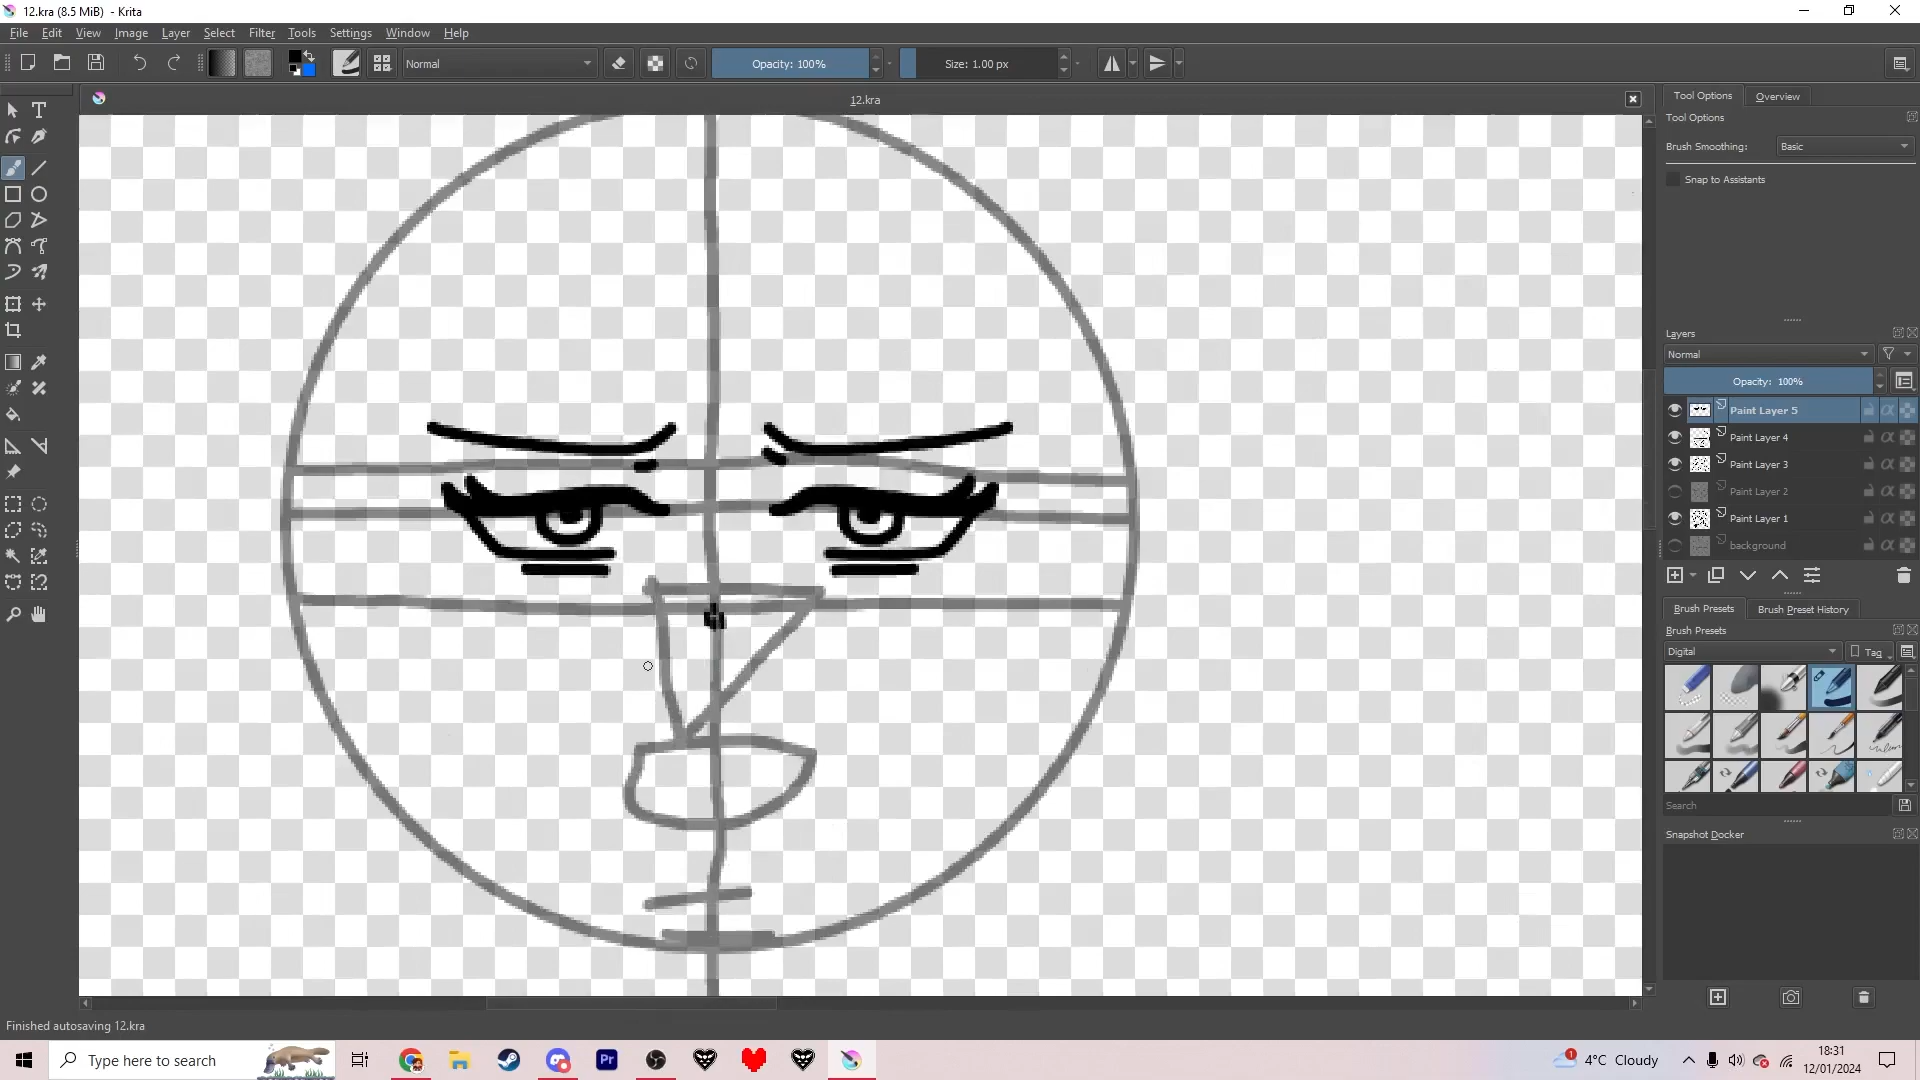 12.kra (8.5 MiB) - Krita
File Edit View Image Layer Select Filter Tools Settings Window Help
Normal Opacity: 100% Size: 1.00 px
12.kra
Tool Options Overview
Tool Options
Brush Smoothing: Basic
Snap to Assistants
Layers
Normal
Opacity: 100%
Paint Layer 5
Paint Layer 4
Paint Layer 3
Paint Layer 2
Paint Layer 1
background
Brush Presets Brush Preset History
Brush Presets
Digital Tag
Search
Snapshot Docker
Finished autosaving 12.kra
Type here to search
Pr
1 4°C Cloudy
18:31
12/01/2024